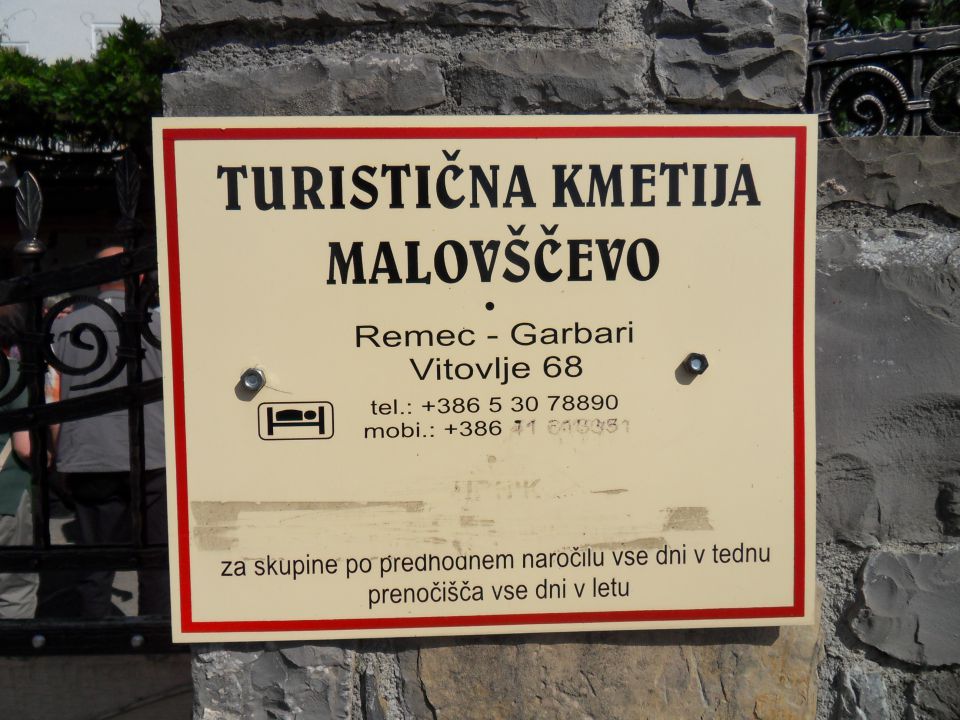 TURISTIČNA KMETIJA
MALOVŠČEVO
•
Remec - Garbari
Vitovlje 68
tel.: +386 5 30 78890
mobi.: +386
za skupine po predhodnem naročilu vse dni v tednu
prenočišča vse dni v letu